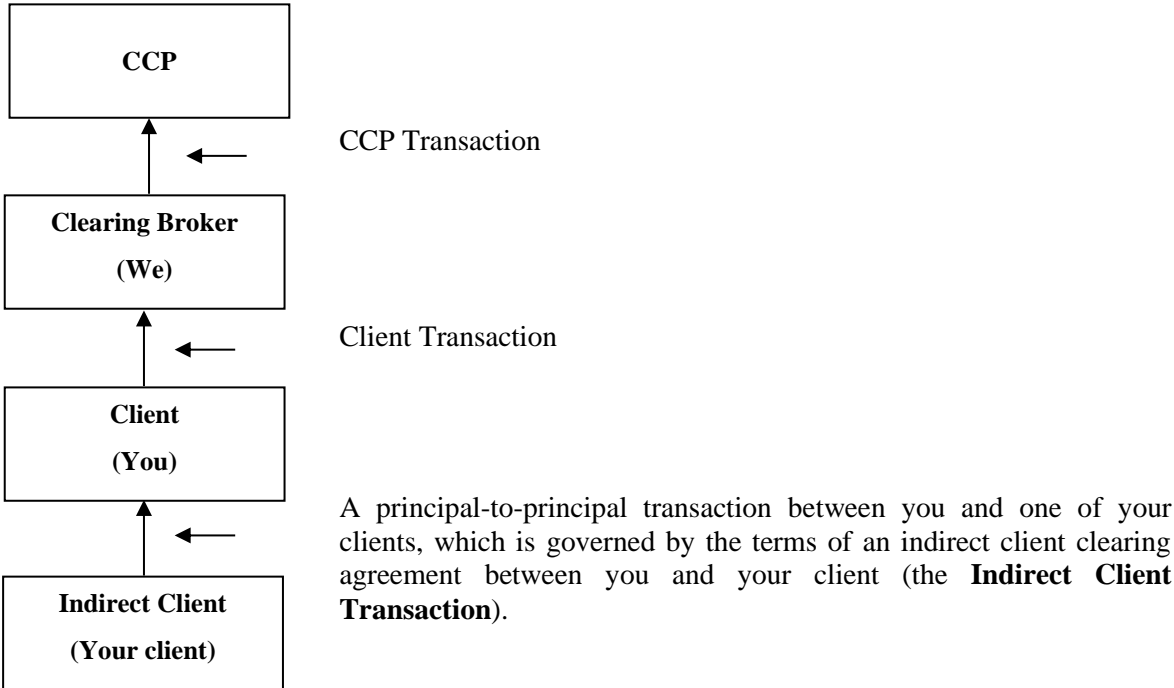 CCP
CCP Transaction
Clearing Broker
(We)
Client Transaction
Client
(You)
A principal-to-principal transaction between you and one of your
clients, which is governed by the terms of an indirect client clearing
agreement between you and your client (the Indirect Client
Transaction).
Indirect Client
(Your client)